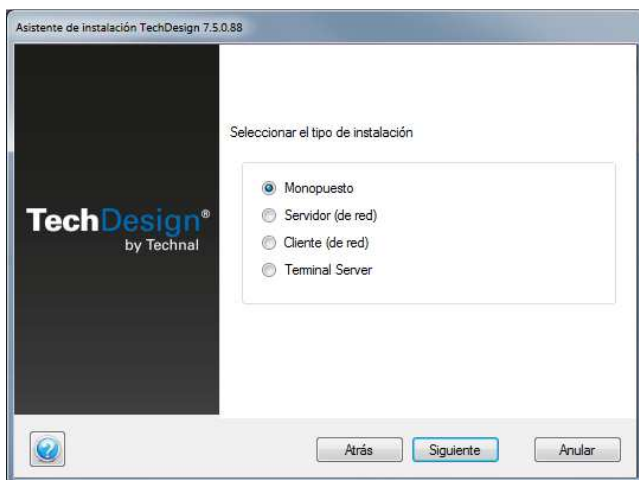 Asistente de instalación TechDesign 7.5.0.88
Seleccionar el tipo de instalación
Monopuesto
Servidor (de red)
Cliente (de red)
Terminal Server
TechDesign®
by Technal
?
Atrás
Siguiente
Anular